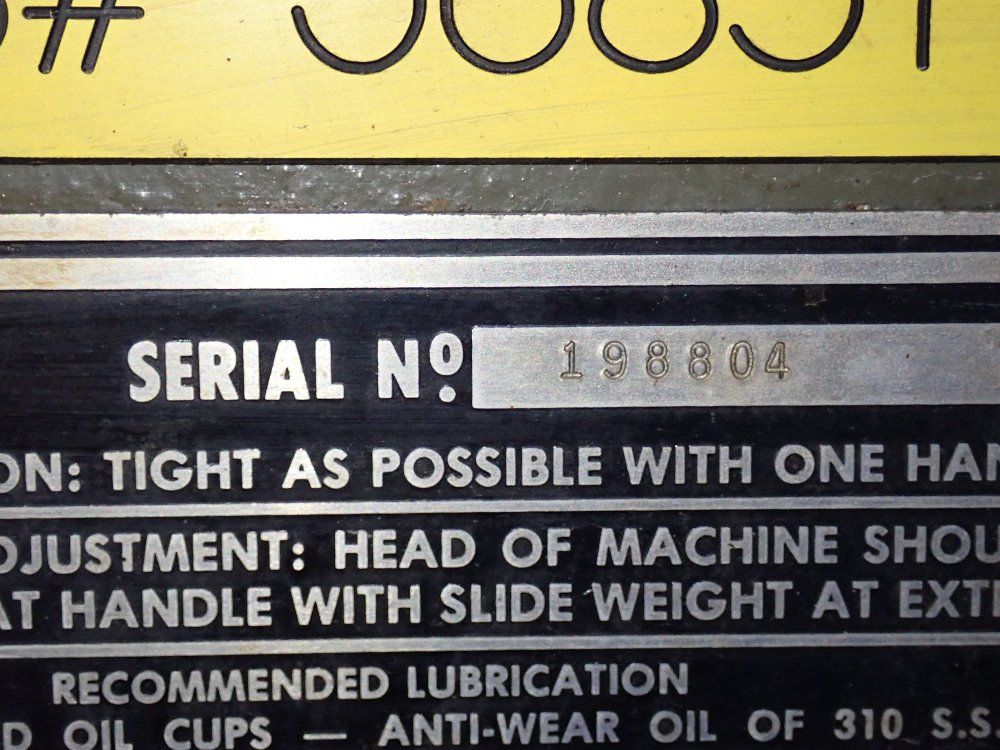 #
SERIAL Nº 198804
ON: TIGHT AS POSSIBLE WITH ONE HAN
DJUSTMENT: HEAD OF MACHINE SHOU
AT HANDLE WITH SLIDE WEIGHT AT EXT
RECOMMENDED LUBRICATION
D OIL CUPS — ANTI-WEAR OIL OF 310 S.S.